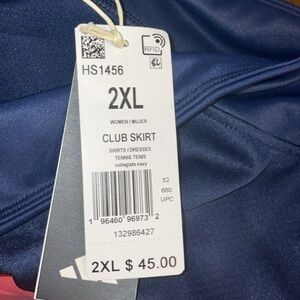 RFID
HS1456
2XL
WOMEN / MUJER
CLUB SKIRT
SKIRTS / DRESSES
TENNIS TENIS
collegiate navy
52
680
UPC
1 96460 96973 2
132986427
2XL $ 45.00